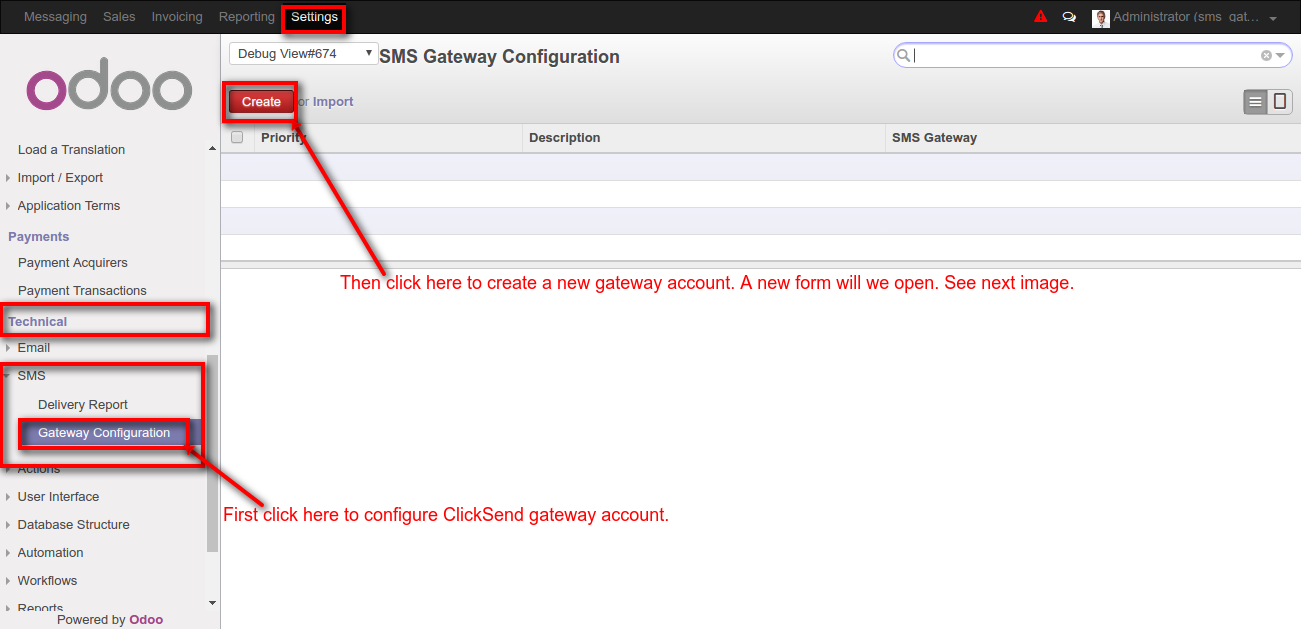 Messaging Sales Invoicing Reporting Settings Administrator (sms_gat...
odoo
Load a Translation
Import / Export
Application Terms
Payments
Payment Acquirers
Payment Transactions
Technical
Email
SMS
Delivery Report
Gateway Configuration
Actions
User Interface
Database Structure
Automation
Workflows
Reports
Powered by Odoo
Debug View#674 SMS Gateway Configuration
Create or Import
Priority Description SMS Gateway
Then click here to create a new gateway account. A new form will we open. See next image.
First click here to configure ClickSend gateway account.